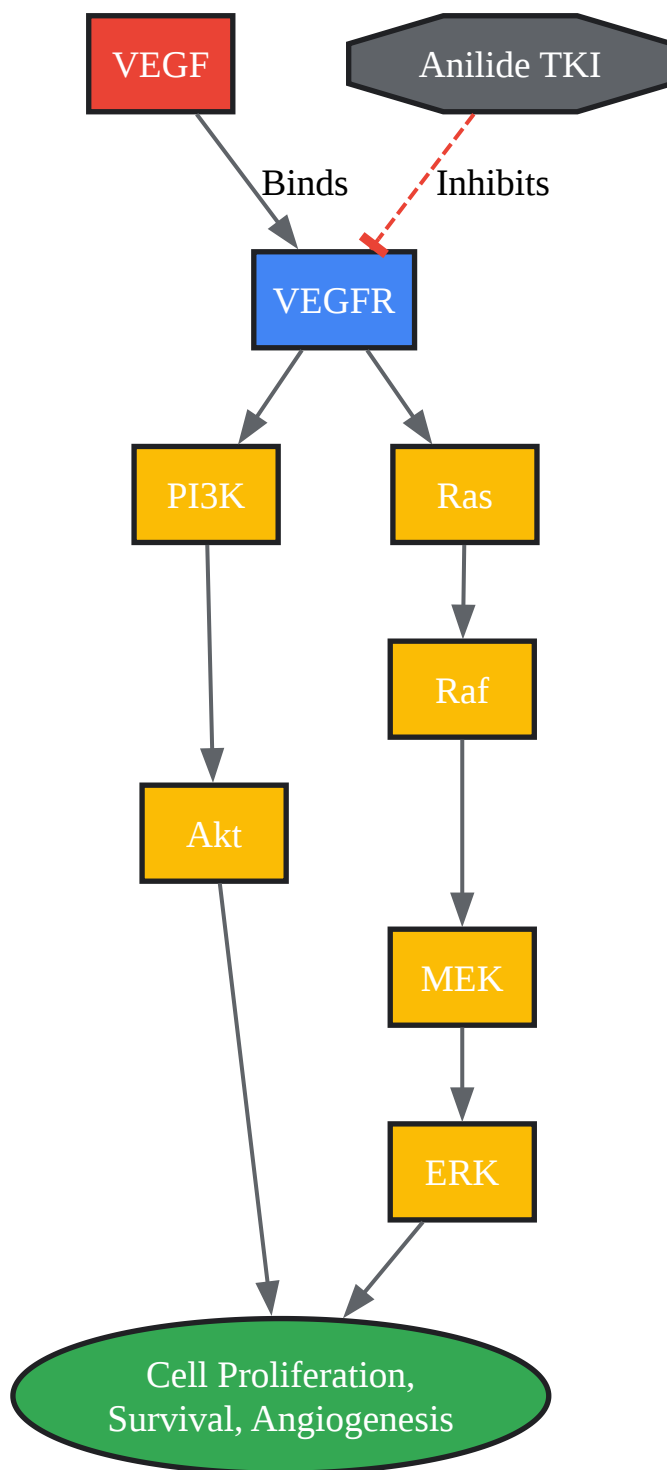 VEGF
Anilide TKI
Binds
Inhibits
VEGFR
PI3K
Ras
Raf
Akt
MEK
ERK
Cell Proliferation,
Survival, Angiogenesis